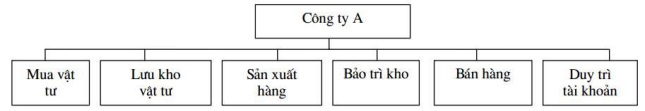 Công ty A
Mua vật
tư
Lưu kho
vật tư
Sản xuất
hàng
Bảo trì kho
Bán hàng
Duy trì
tài khoản